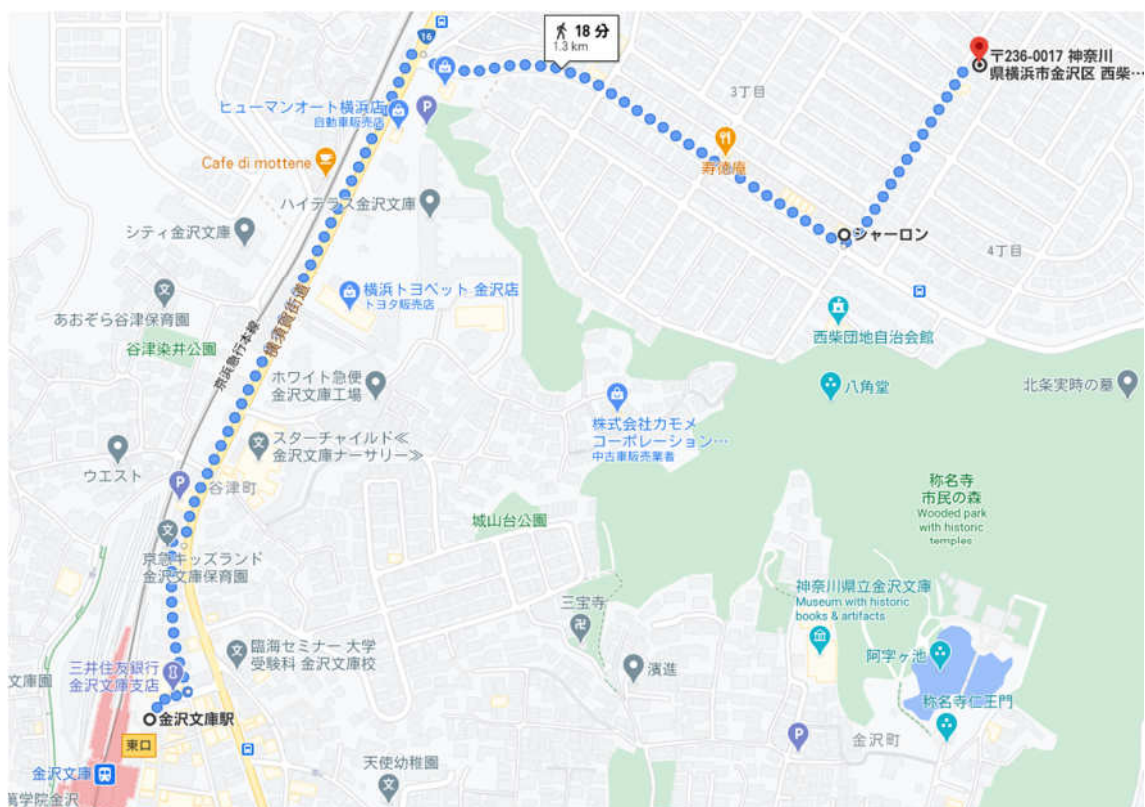 16
18 分
1.3 km
〒236-0017 神奈川
県横浜市金沢区 西柴…
3丁目
ヒューマンオート横浜店
自動車販売店
P
Cafe di mottene
寿徳庵
ハイテラス金沢文庫
シティ金沢文庫
シャーロン
4丁目
横浜トヨペット 金沢店
トヨタ販売店
あおぞら谷津保育園
谷津染井公園
京浜急行本線
横須賀街道
西柴団地自治会館
ホワイト急便
金沢文庫工場
八角堂
北条実時の墓
株式会社カモメ
コーポレーション…
中古車販売業者
スターチャイルド≪
金沢文庫ナーサリー≫
ウエスト
P
谷津町
称名寺
市民の森
Wooded park
with historic
temples
城山台公園
京急キッズランド
金沢文庫保育園
神奈川県立金沢文庫
Museum with historic
books & artifacts
三宝寺
臨海セミナー 大学
受験科 金沢文庫校
阿字ヶ池
三井住友銀行
金沢文庫支店
濱進
文庫園
称名寺仁王門
金沢文庫駅
P
金沢町
東口
天使幼稚園
金沢文庫
学院金沢